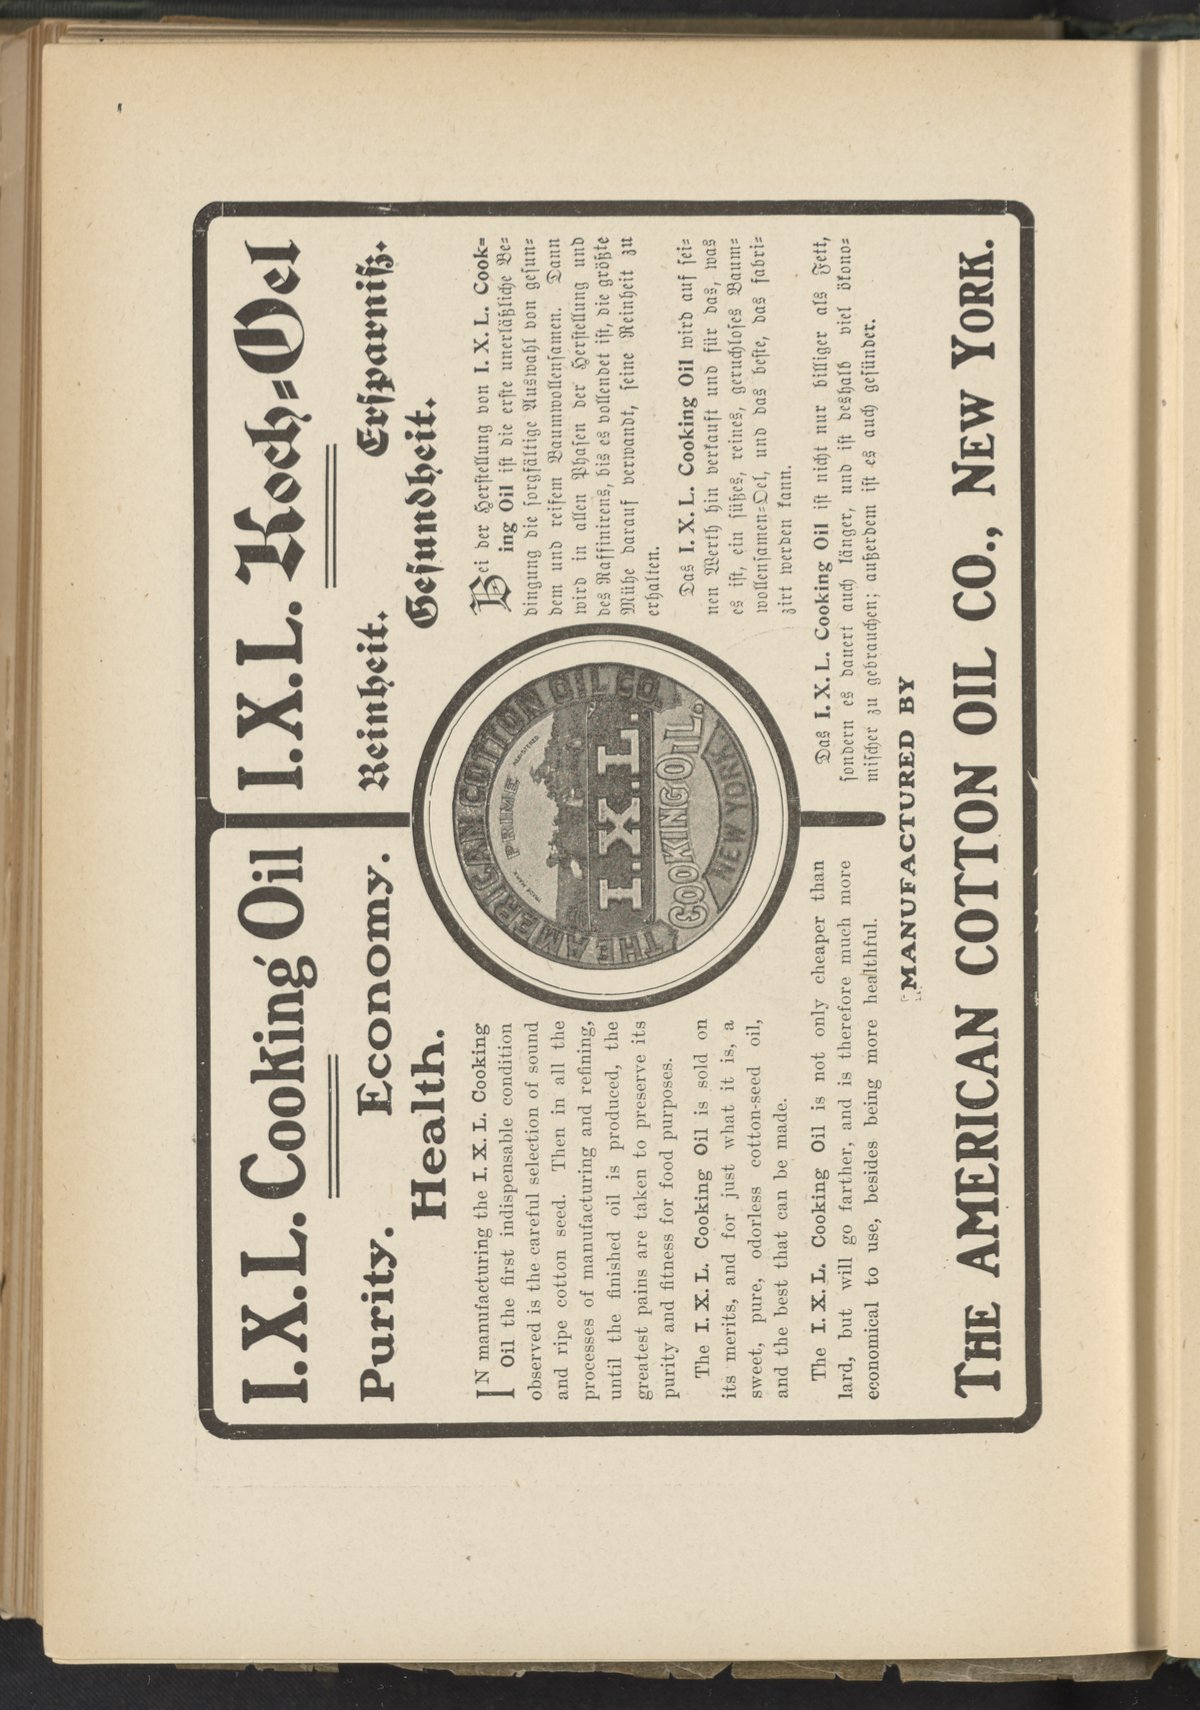 I.X.L. Cooking Oil
Purity. Economy.
Health.
IN manufacturing the I. X. L. Cooking
Oil the first indispensable condition
observed is the careful selection of sound
and ripe cotton seed. Then in all the
processes of manufacturing and refining,
until the finished oil is produced, the
greatest pains are taken to preserve its
purity and fitness for food purposes.
The I. X. L. Cooking Oil is sold on
its merits, and for just what it is, a
sweet, pure, odorless cotton-seed oil,
and the best that can be made.
The I. X. L. Cooking Oil is not only cheaper than
lard, but will go farther, and is therefore much more
economical to use, besides being more healthful.
THE AMERICAN COTTON OIL CO.
PRIME
TRADE MARK
REGISTERED
I.X.L.
COOKING OIL.
NEW YORK
I.X.L. Koch=Oel
Reinheit. Ersparniß.
Gesundheit.
Bei der Herstellung von I. X. L. Cook=
ing Oil ist die erste unerläßliche Be=
dingung die sorgfältige Auswahl von gesun=
dem und reifem Baumwollensamen. Dann
wird in allen Phasen der Herstellung und
des Raffinirens, bis es vollendet ist, die größte
Mühe darauf verwandt, seine Reinheit zu
erhalten.
Das I. X. L. Cooking Oil wird auf sei=
nen Werth hin verkauft und für das, was
es ist, ein süßes, reines, geruchloses Baum=
wollensamen=Oel, und das beste, das fabri=
zirt werden kann.
Das I. X. L. Cooking Oil ist nicht nur billiger als Fett,
sondern es dauert auch länger, und ist deshalb viel ökono=
mischer zu gebrauchen; außerdem ist es auch gesünder.
MANUFACTURED BY
THE AMERICAN COTTON OIL CO., NEW YORK.